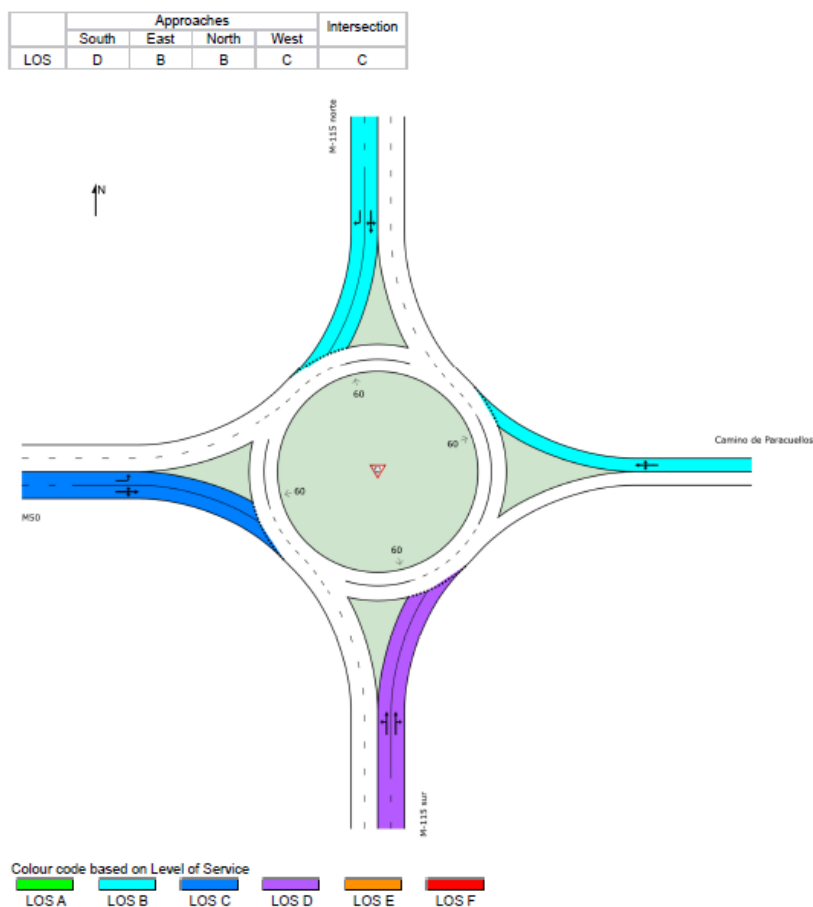 Approaches
Intersection
South East North West
LOS D B B C C
M-115 norte
N
60
60
Camino de Paracuellos
60
M50
60
M-115 sur
Colour code based on Level of Service
LOS A LOS B LOS C LOS D LOS E LOS F